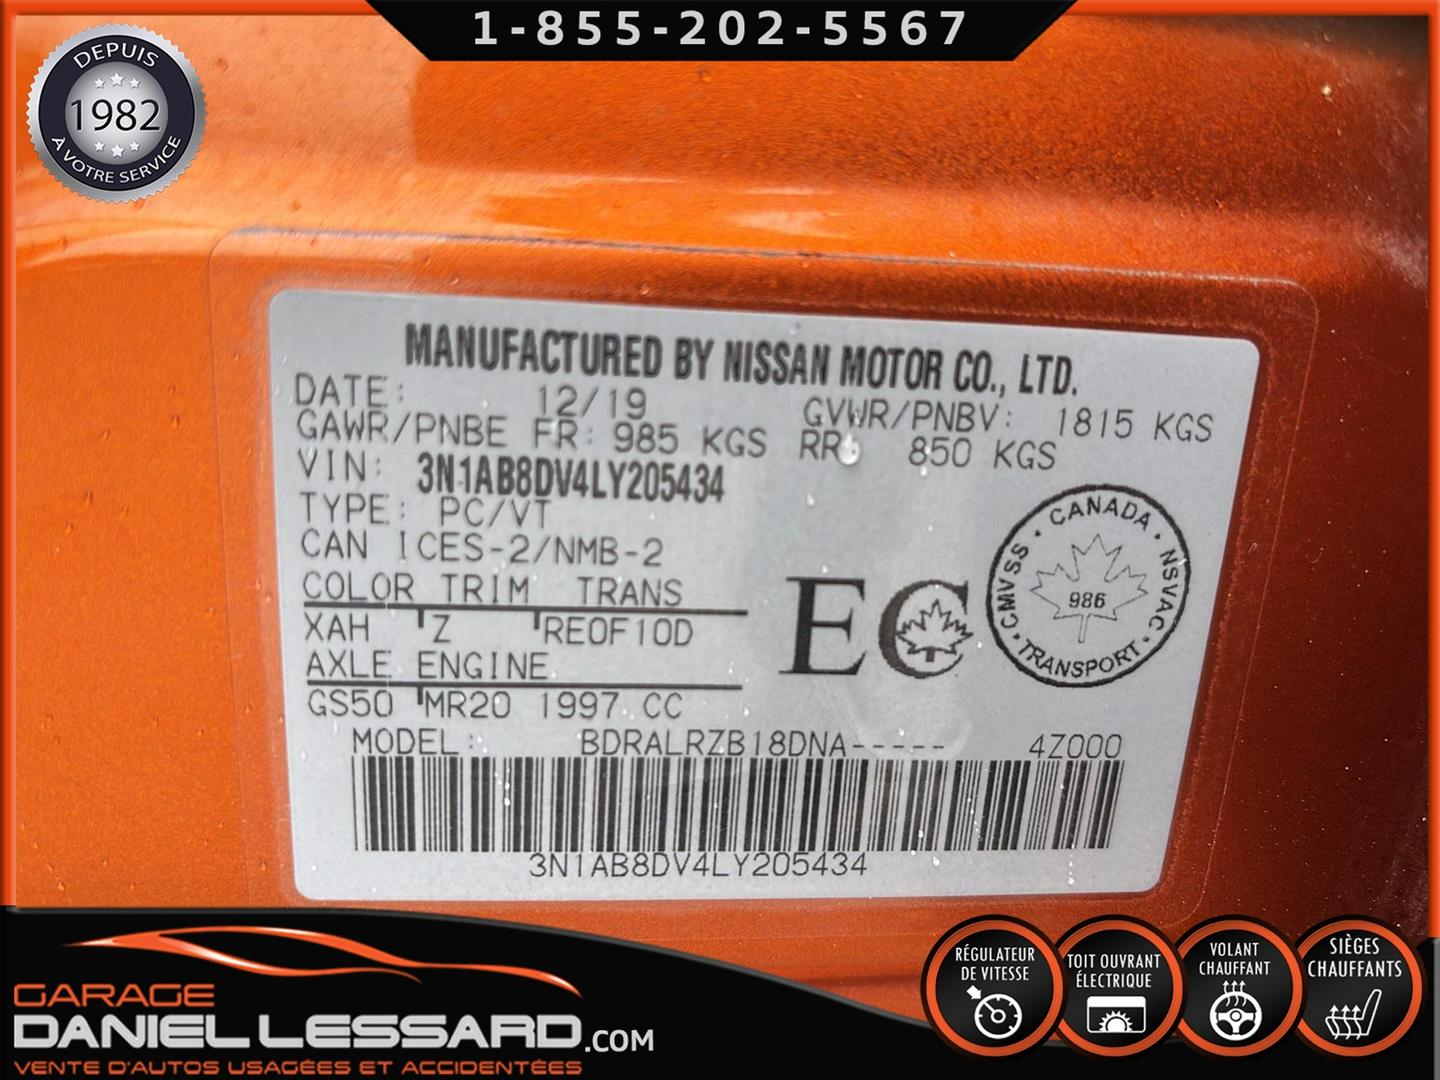 1-855-202-5567
DEPUIS
1982
À VOTRE SERVICE
MANUFACTURED BY NISSAN MOTOR CO., LTD.
DATE: 12/19 GVWR/PNBV: 1815 KGS
GAWR/PNBE FR: 985 KGS RR 850 KGS
VIN: 3N1AB8DV4LY205434
TYPE: PC/VT
CAN ICES-2/NMB-2
COLOR TRIM TRANS
XAH Z RE0F10D
AXLE ENGINE
GS50 MR20 1997 CC
EC
CANADA
CMVSS · NSVAC
986
TRANSPORT
MODEL: BDRALRZB18DNA----- 4Z000
3N1AB8DV4LY205434
GARAGE
DANIEL LESSARD.COM
VENTE D'AUTOS USAGÉES ET ACCIDENTÉES
RÉGULATEUR
DE VITESSE
TOIT OUVRANT
ÉLECTRIQUE
VOLANT
CHAUFFANT
SIÈGES
CHAUFFANTS